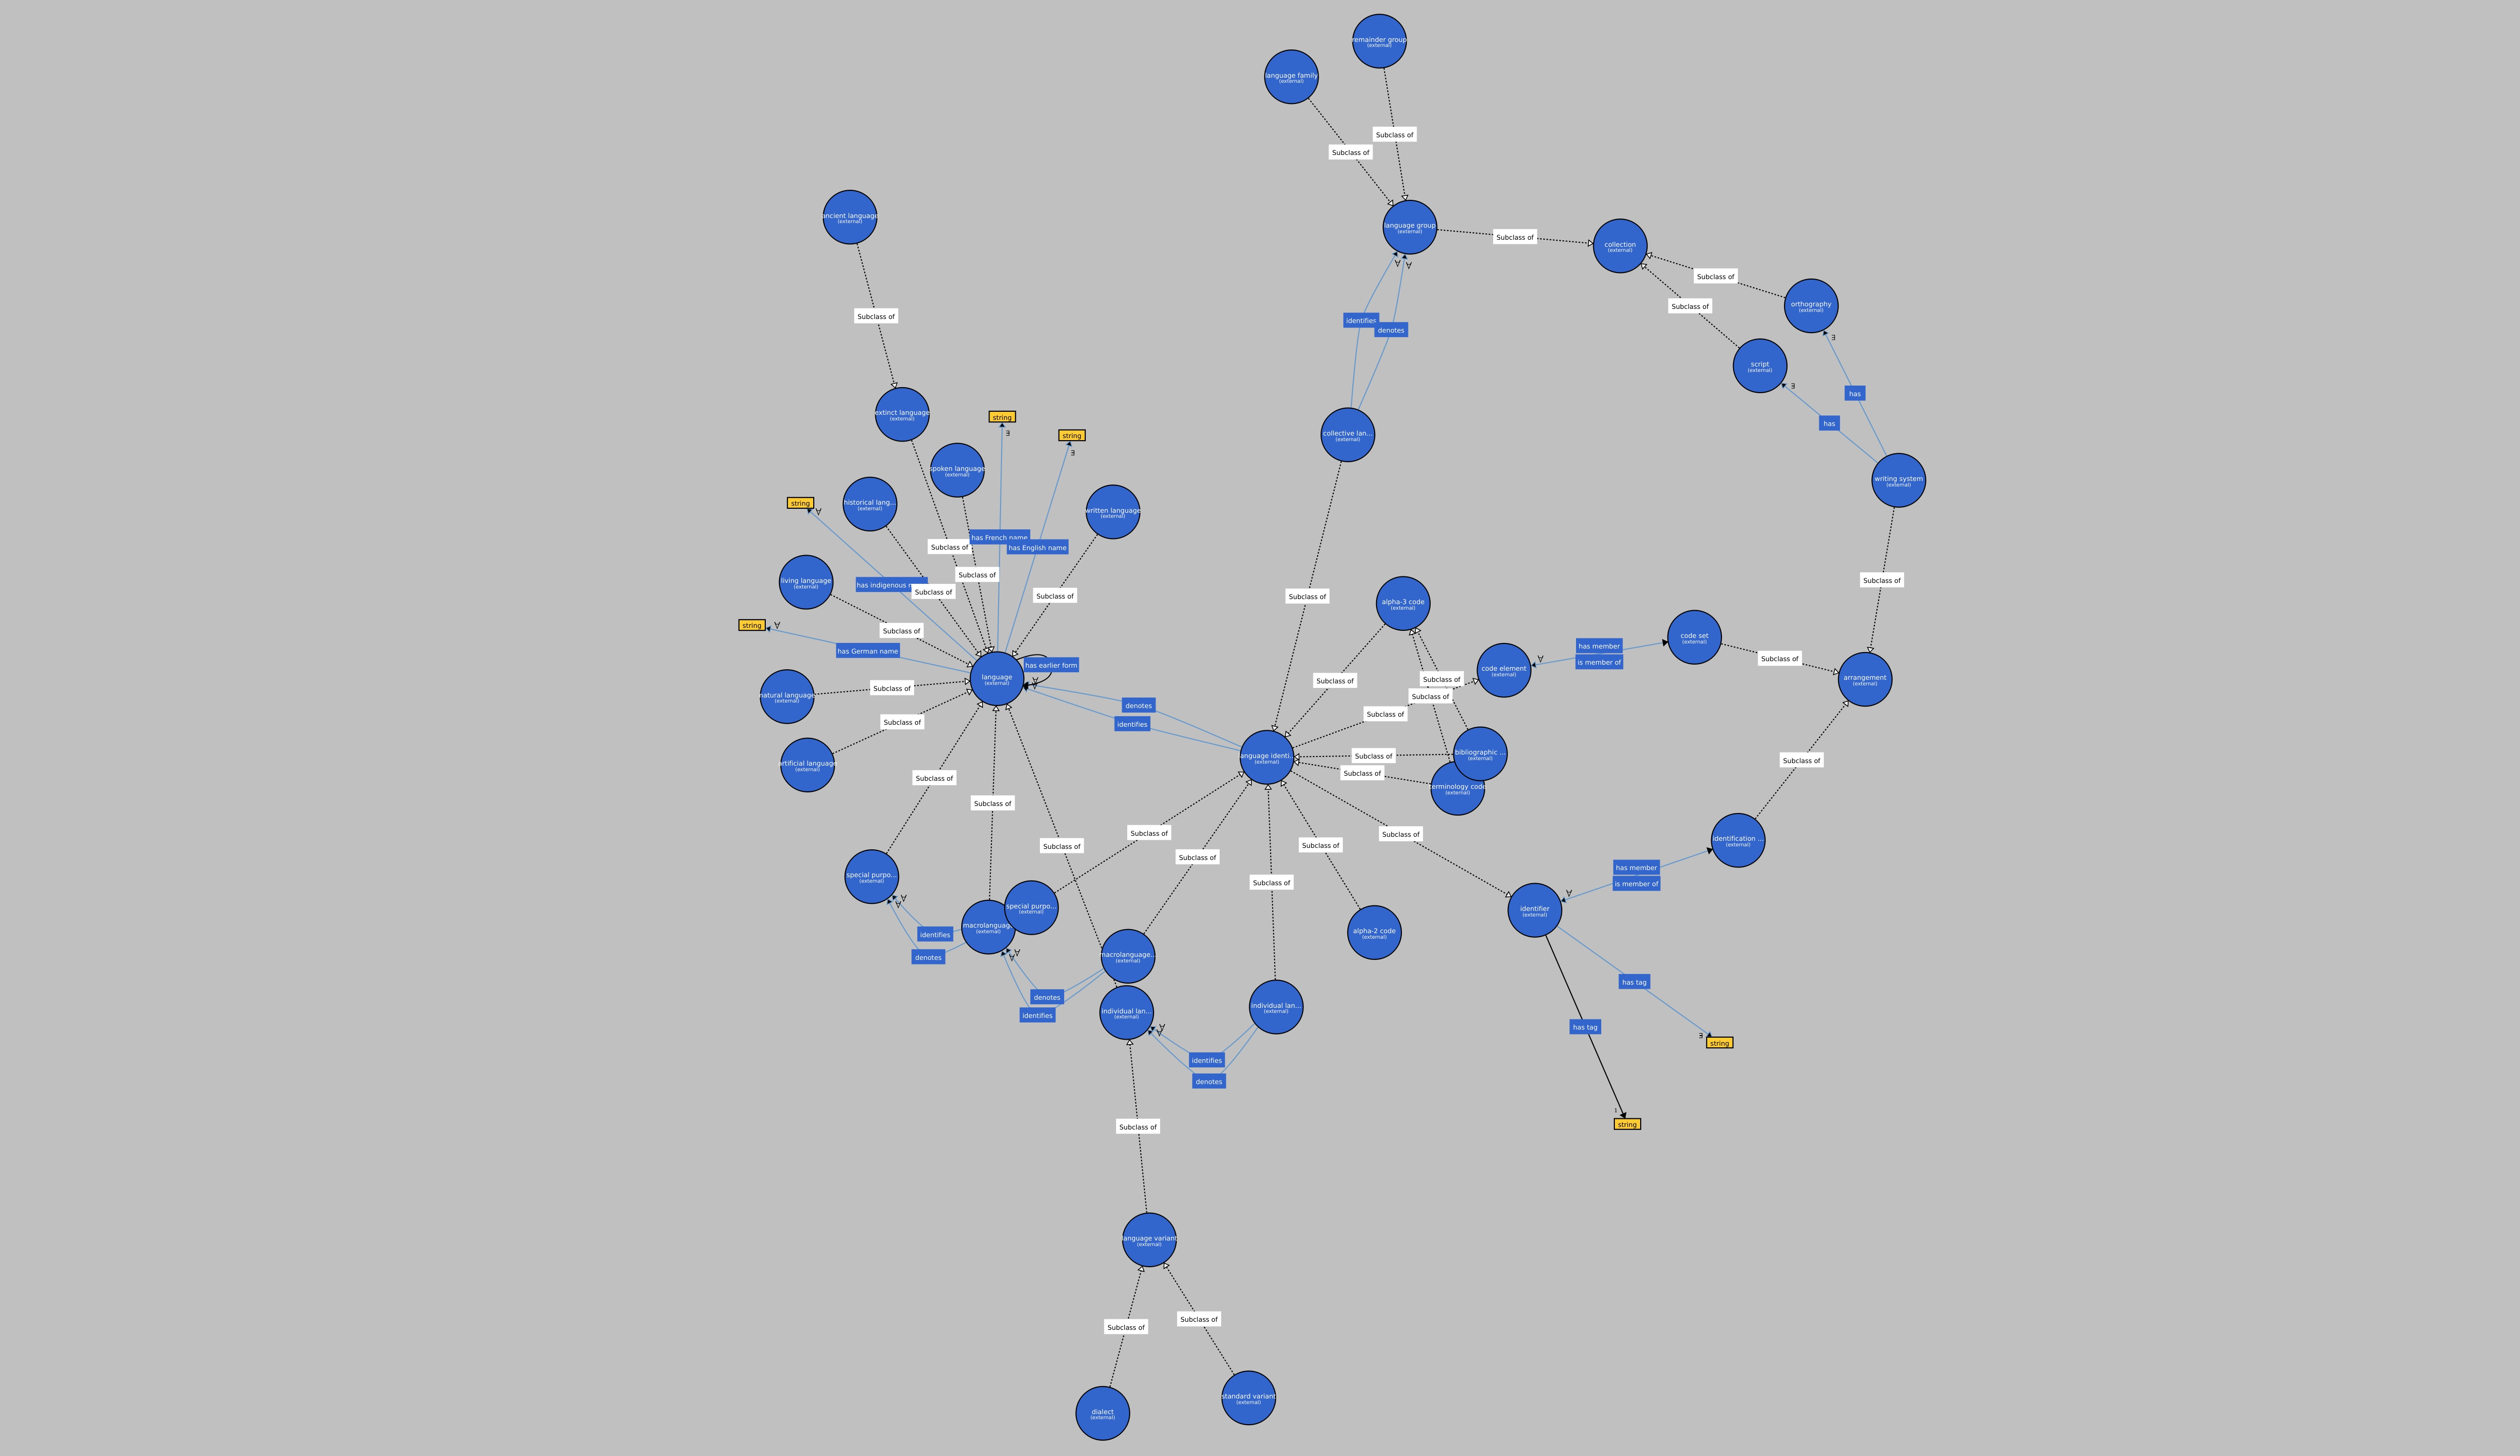 remainder group
(external)
language family
(external)
Subclass of
Subclass of
ancient language
(external)
language group
(external)
Subclass of
collection
(external)
Subclass of
orthography
(external)
Subclass of
Subclass of
identifies
denotes
E
script
(external)
E
has
has
extinct language
(external)
string
E
string
E
collective lan...
(external)
spoken language
(external)
writing system
(external)
historical lang...
(external)
string
A
written language
(external)
has French name
has English name
Subclass of
Subclass of
living language
(external)
has indigenous n
Subclass of
Subclass of
Subclass of
Subclass of
alpha-3 code
(external)
string
A
Subclass of
has German name
code set
(external)
has member
is member of
A
Subclass of
code element
(external)
has earlier form
language
(external)
Subclass of
Subclass of
Subclass of
arrangement
(external)
natural language
(external)
Subclass of
denotes
identifies
Subclass of
Subclass of
artificial language
(external)
language identi...
(external)
Subclass of
Subclass of
bibliographic ...
(external)
terminology code
(external)
Subclass of
Subclass of
Subclass of
Subclass of
Subclass of
Subclass of
Subclass of
Subclass of
identification ...
(external)
special purpo...
(external)
Subclass of
has member
is member of
A
A
A
special purpo...
(external)
identifier
(external)
macrolanguag
(external)
identifies
denotes
alpha-2 code
(external)
A
A
macrolanguage...
(external)
has tag
denotes
identifies
individual lan...
(external)
individual lan...
(external)
A
A
has tag
E
string
identifies
denotes
1
string
Subclass of
language variant
(external)
Subclass of
Subclass of
standard variant
(external)
dialect
(external)